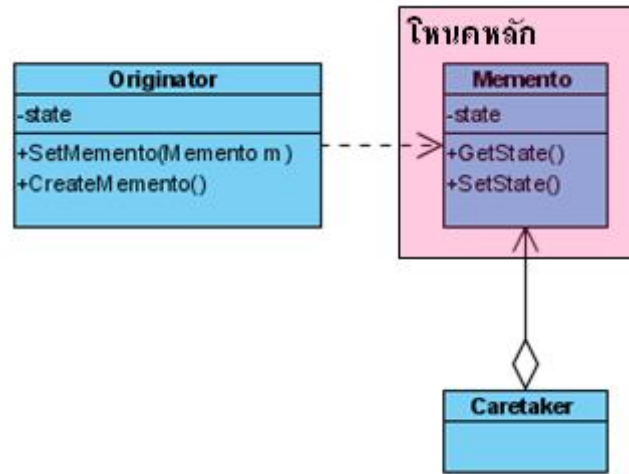 โหนดหลัก
Originator
-state
+SetMemento(Memento m )
+CreateMemento()
Memento
-state
+GetState()
+SetState()
Caretaker